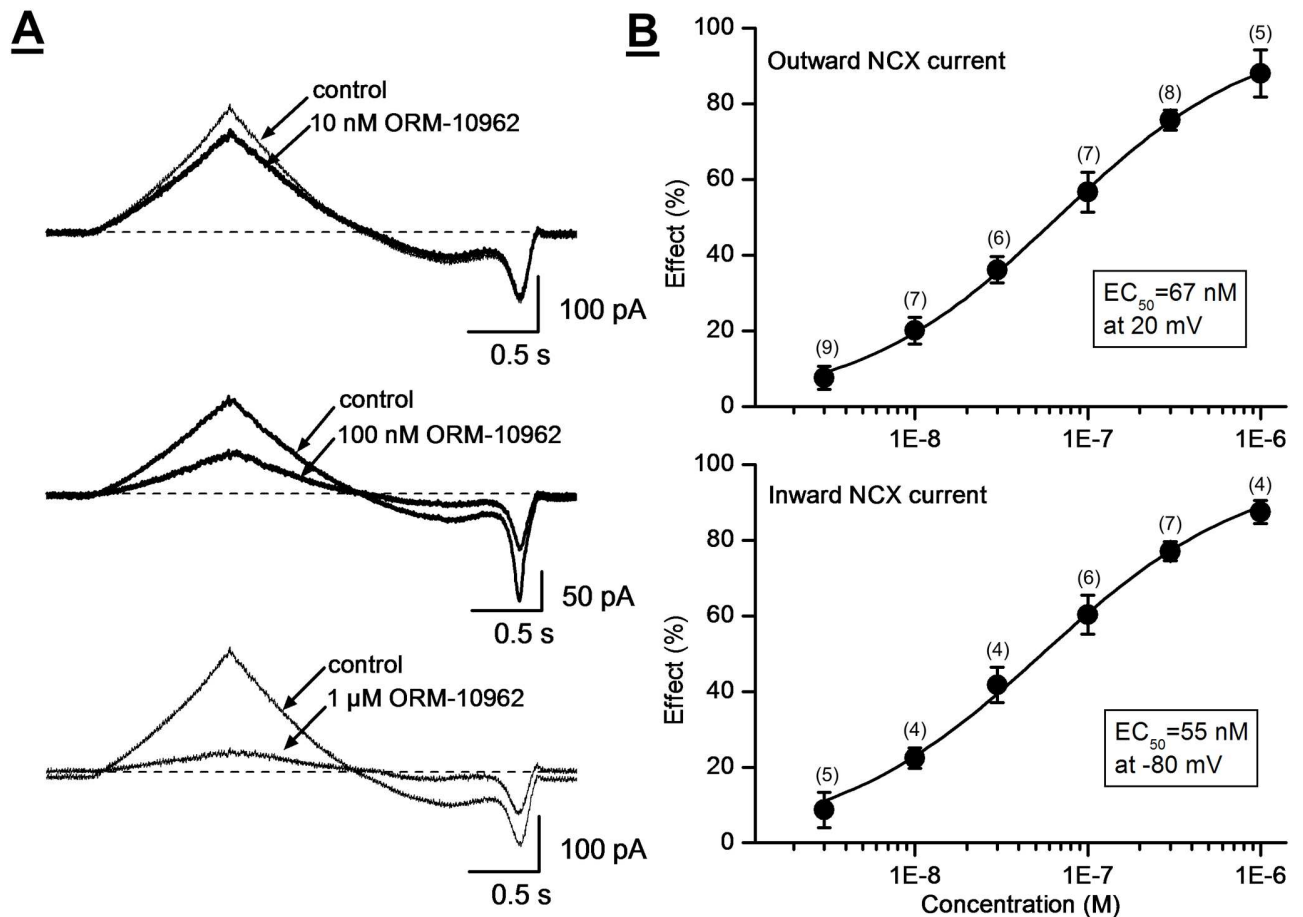 A
control
10 nM ORM-10962
100 pA
0.5 s
control
100 nM ORM-10962
50 pA
0.5 s
control
1 µM ORM-10962
100 pA
0.5 s
B
100
80
60
40
20
0
Effect (%)
Outward NCX current
(9)
(7)
(6)
(7)
(8)
(5)
EC50=67 nM
at 20 mV
1E-8
1E-7
1E-6
100
80
60
40
20
0
Effect (%)
Inward NCX current
(5)
(4)
(4)
(6)
(7)
(4)
EC50=55 nM
at -80 mV
1E-8
1E-7
1E-6
Concentration (M)